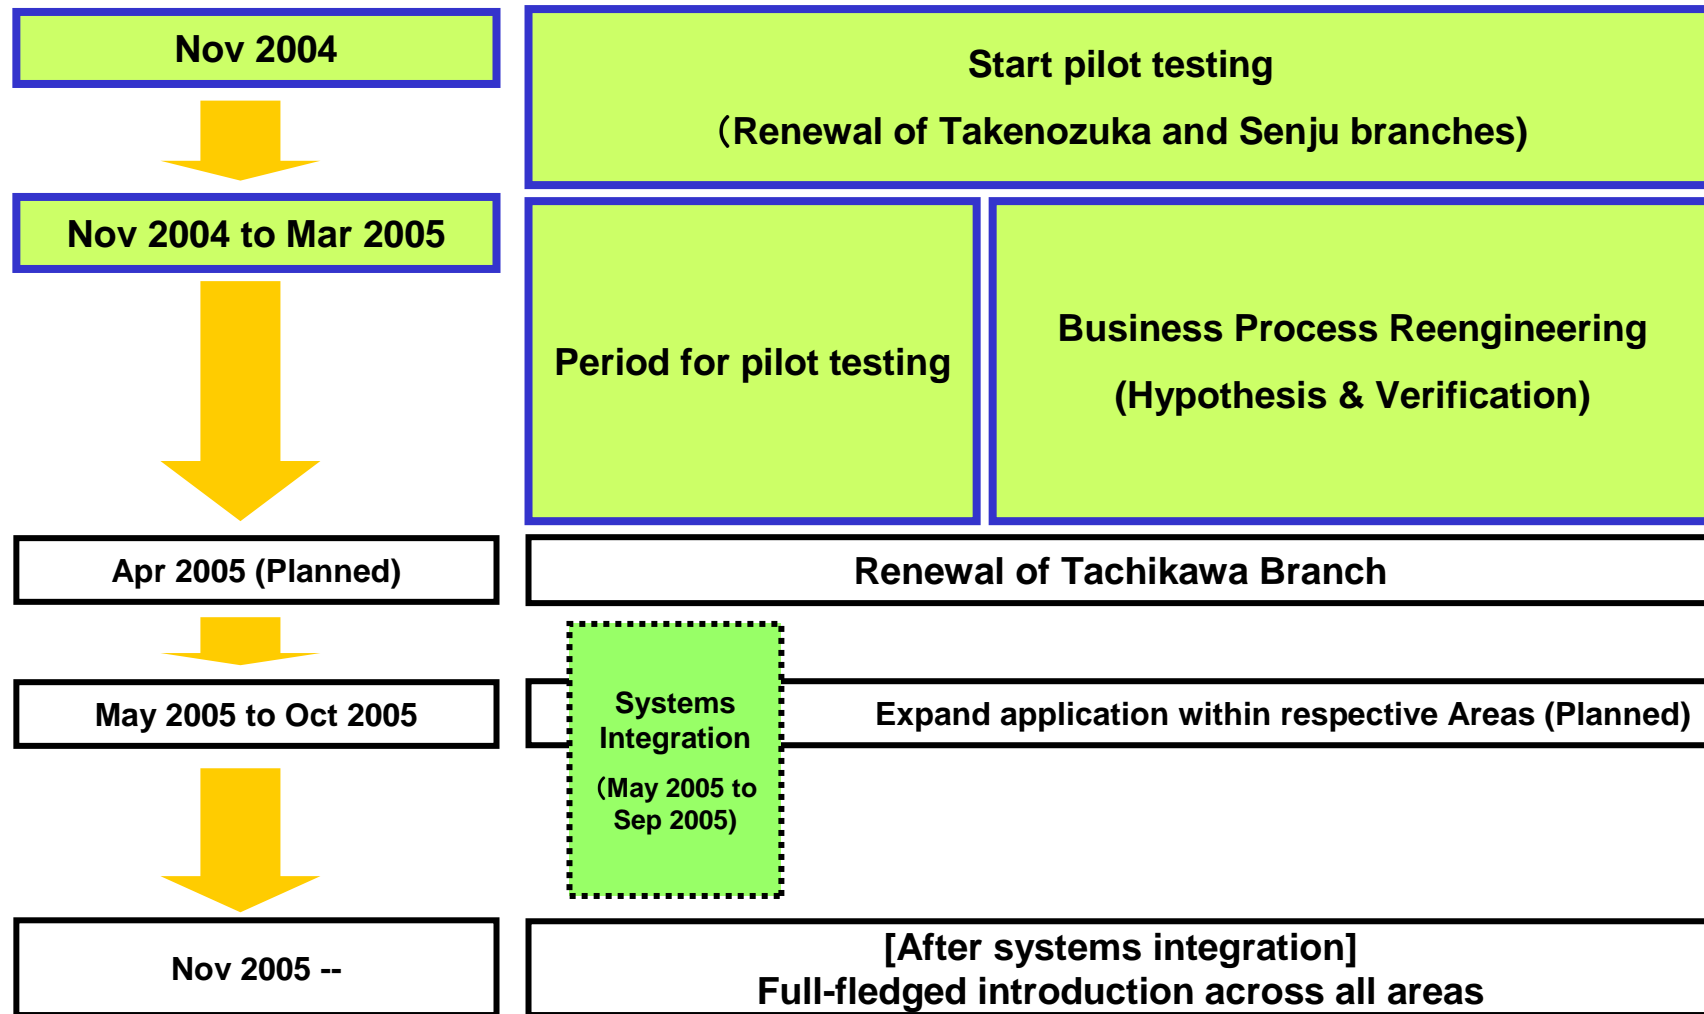 Nov 2004
Start pilot testing
（Renewal of Takenozuka and Senju branches)
Nov 2004 to Mar 2005
Period for pilot testing
Business Process Reengineering
(Hypothesis & Verification)
Apr 2005 (Planned)
Renewal of Tachikawa Branch
May 2005 to Oct 2005
Systems
Integration
（May 2005 to
Sep 2005)
Expand application within respective Areas (Planned)
Nov 2005 --
[After systems integration]
Full-fledged introduction across all areas